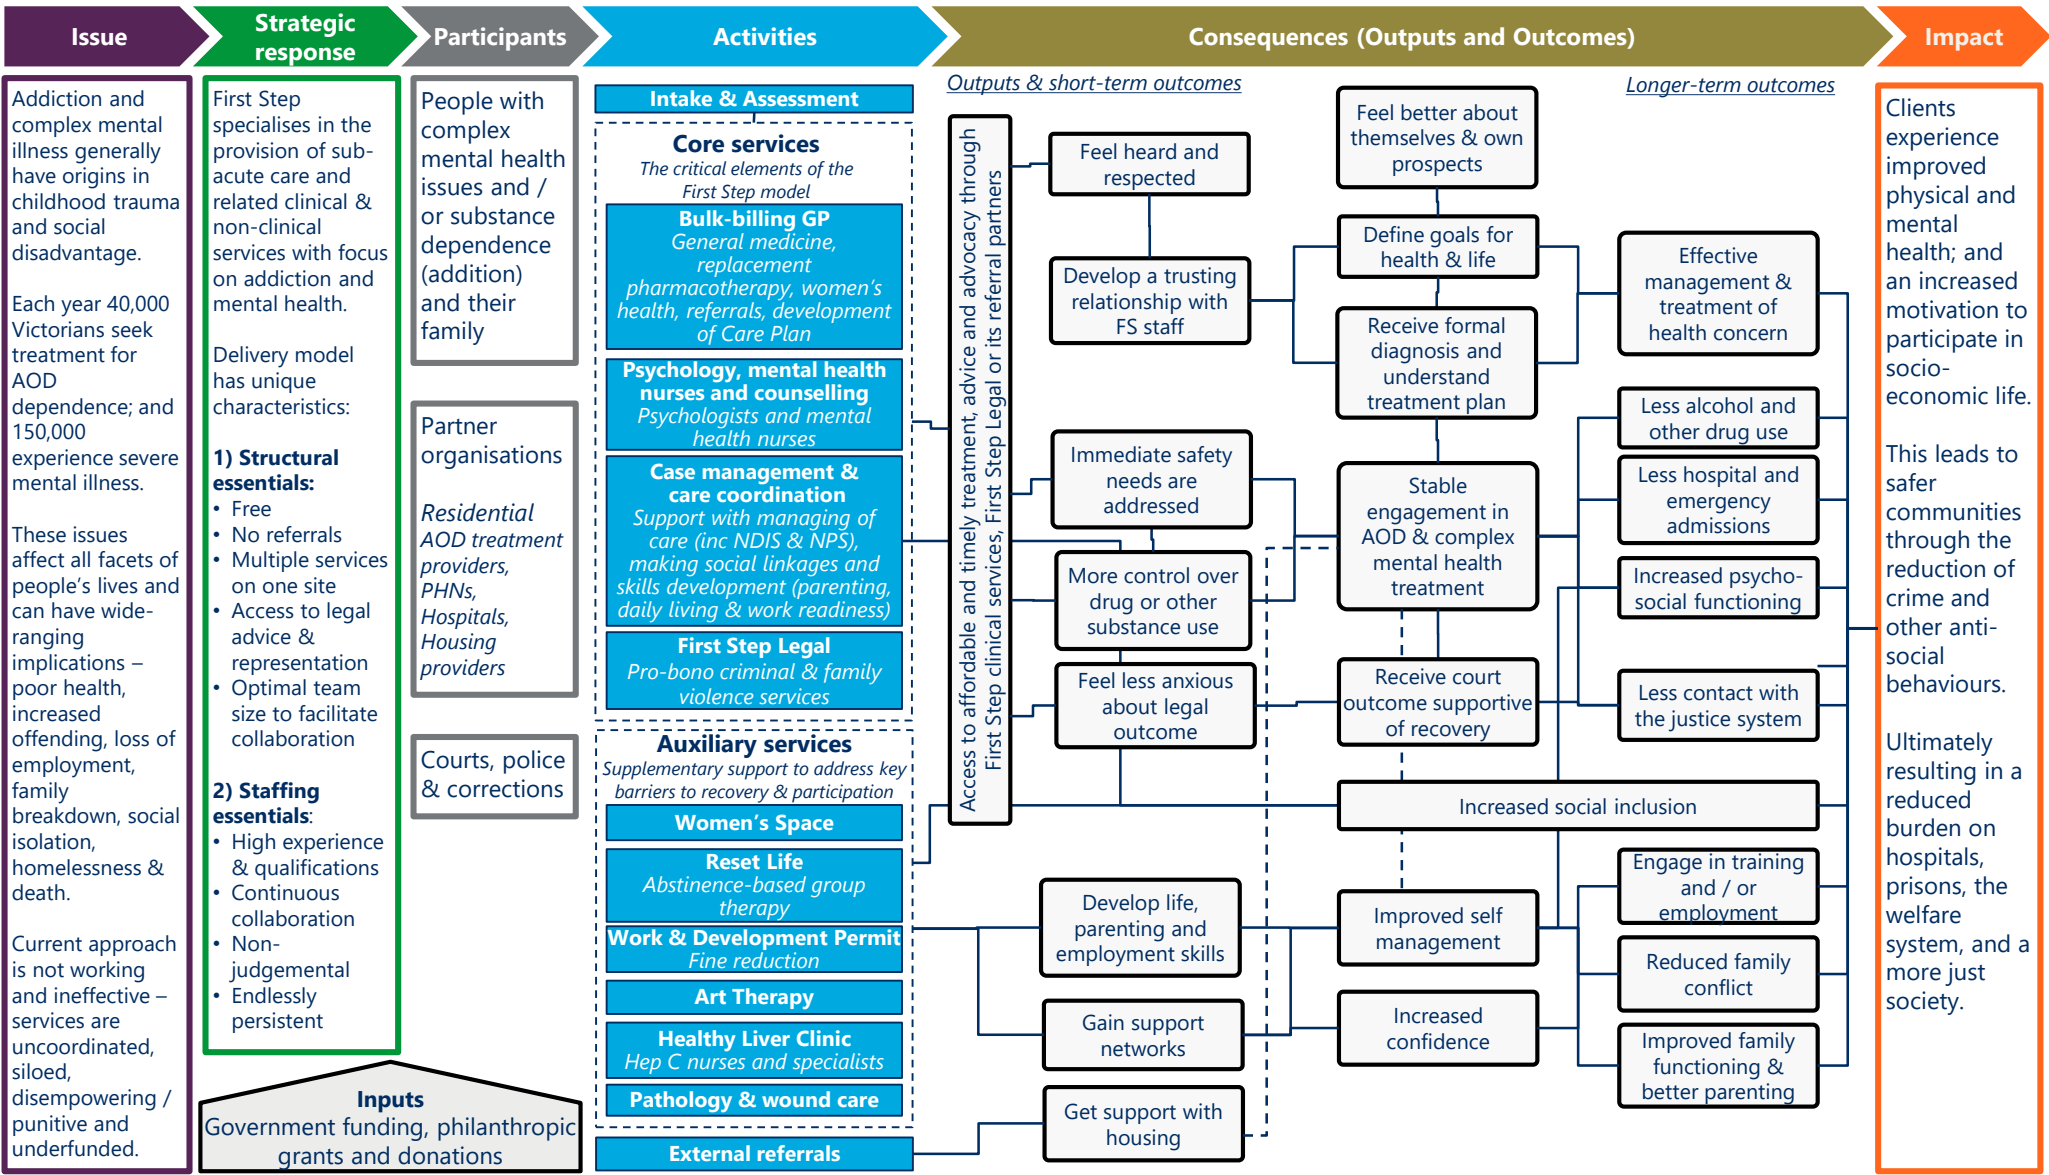 Issue
Strategic
response
Participants
Activities
Consequences (Outputs and Outcomes)
Impact
Addiction and
complex mental
illness generally
have origins in
childhood trauma
and social
disadvantage.
Each year 40,000
Victorians seek
treatment for
AOD
dependence; and
150,000
experience severe
mental illness.
These issues
affect all facets of
people's lives and
can have wide-
ranging
implications –
poor health,
increased
offending, loss of
employment,
family
breakdown, social
isolation,
homelessness &
death.
Current approach
is not working
and ineffective –
services are
uncoordinated,
siloed,
disempowering /
punitive and
underfunded.
First Step
specialises in the
provision of sub-
acute care and
related clinical &
non-clinical
services with focus
on addiction and
mental health.
Delivery model
has unique
characteristics:
1) Structural
essentials:
• Free
• No referrals
• Multiple services
on one site
• Access to legal
advice &
representation
• Optimal team
size to facilitate
collaboration
2) Staffing
essentials:
• High experience
& qualifications
• Continuous
collaboration
• Non-
judgemental
• Endlessly
persistent
Inputs
Government funding, philanthropic
grants and donations
People with
complex
mental health
issues and /
or substance
dependence
(addition)
and their
family
Partner
organisations
Residential
AOD treatment
providers,
PHNs,
Hospitals,
Housing
providers
Courts, police
& corrections
Intake & Assessment
Core services
The critical elements of the
First Step model
Bulk-billing GP
General medicine,
replacement
pharmacotherapy, women's
health, referrals, development
of Care Plan
Psychology, mental health
nurses and counselling
Psychologists and mental
health nurses
Case management &
care coordination
Support with managing of
care (inc NDIS & NPS),
making social linkages and
skills development (parenting,
daily living & work readiness)
First Step Legal
Pro-bono criminal & family
violence services
Auxiliary services
Supplementary support to address key
barriers to recovery & participation
Women's Space
Reset Life
Abstinence-based group
therapy
Work & Development Permit
Fine reduction
Art Therapy
Healthy Liver Clinic
Hep C nurses and specialists
Pathology & wound care
External referrals
Outputs & short-term outcomes
Access to affordable and timely treatment, advice and advocacy through
First Step clinical services, First Step Legal or its referral partners
Feel heard and
respected
Develop a trusting
relationship with
FS staff
Immediate safety
needs are
addressed
More control over
drug or other
substance use
Feel less anxious
about legal
outcome
Develop life,
parenting and
employment skills
Gain support
networks
Get support with
housing
Feel better about
themselves & own
prospects
Define goals for
health & life
Receive formal
diagnosis and
understand
treatment plan
Stable
engagement in
AOD & complex
mental health
treatment
Receive court
outcome supportive
of recovery
Increased social inclusion
Improved self
management
Increased
confidence
Longer-term outcomes
Effective
management &
treatment of
health concern
Less alcohol and
other drug use
Less hospital and
emergency
admissions
Increased psycho-
social functioning
Less contact with
the justice system
Engage in training
and / or
employment
Reduced family
conflict
Improved family
functioning &
better parenting
Clients
experience
improved
physical and
mental
health; and
an increased
motivation to
participate in
socio-
economic life.
This leads to
safer
communities
through the
reduction of
crime and
other anti-
social
behaviours.
Ultimately
resulting in a
reduced
burden on
hospitals,
prisons, the
welfare
system, and a
more just
society.